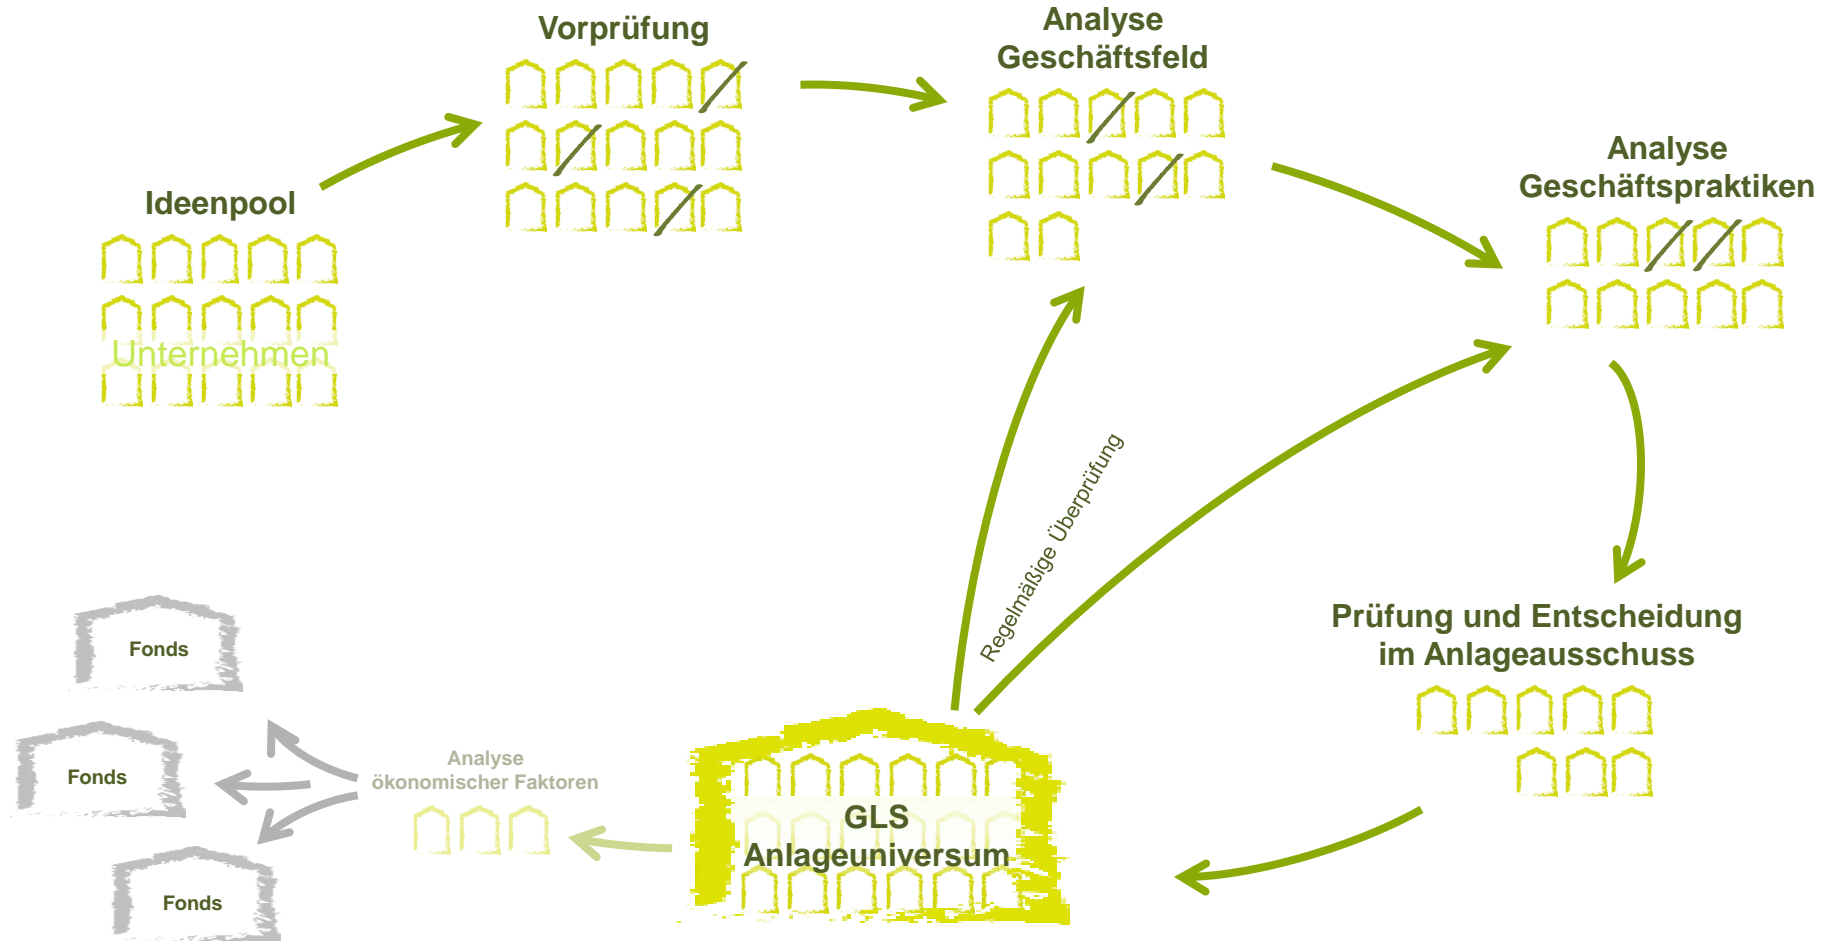 Ideenpool
Unternehmen
Vorprüfung
Analyse
Geschäftsfeld
Analyse
Geschäftspraktiken
Regelmäßige Überprüfung
Prüfung und Entscheidung
im Anlageausschuss
GLS
Anlageuniversum
Analyse
ökonomischer Faktoren
Fonds
Fonds
Fonds